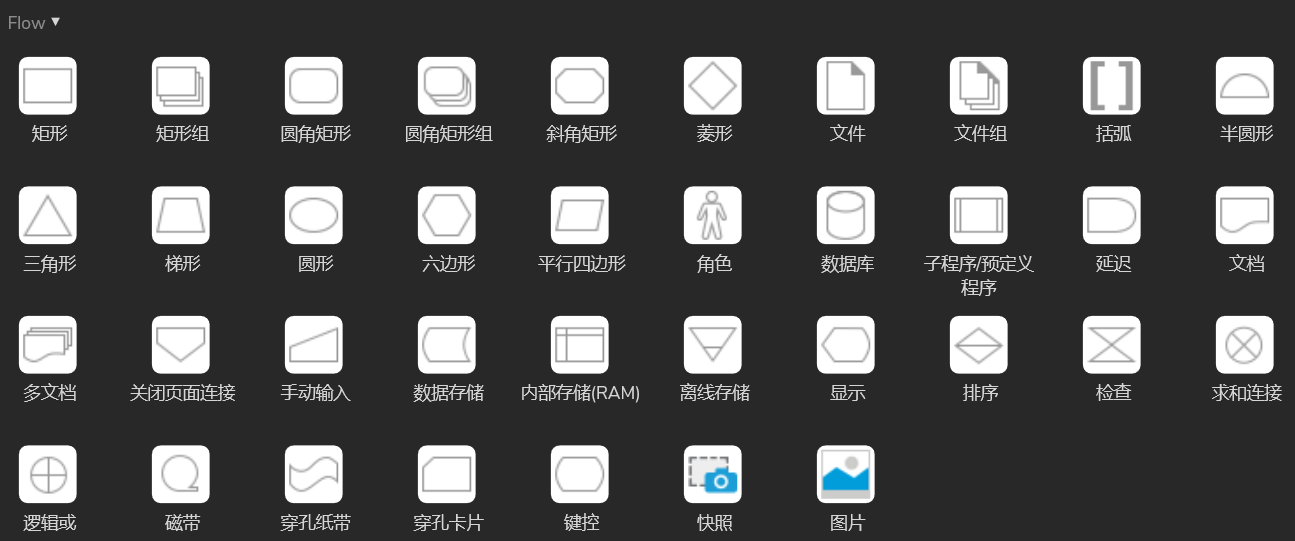 Flow ▼
矩形 矩形组 圆角矩形 圆角矩形组 斜角矩形 菱形 文件 文件组 括弧 半圆形
三角形 梯形 圆形 六边形 平行四边形 角色 数据库 子程序/预定义程序 延迟 文档
多文档 关闭页面连接 手动输入 数据存储 内部存储(RAM) 离线存储 显示 排序 检查 求和连接
逻辑或 磁带 穿孔纸带 穿孔卡片 键控 快照 图片